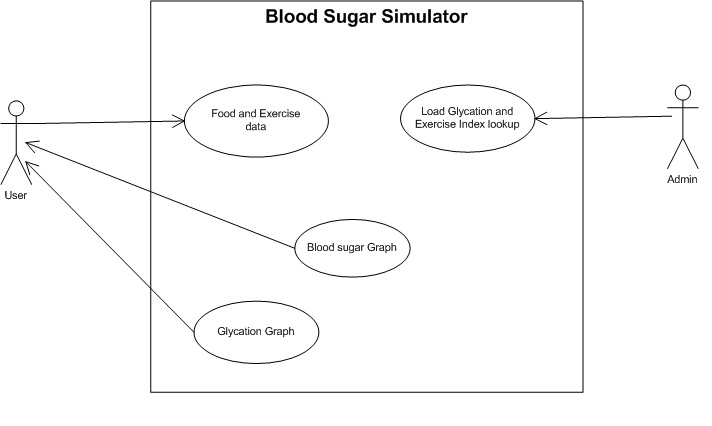 Blood Sugar Simulator
Food and Exercise
data
Load Glycation and
Exercise Index lookup
Admin
User
Blood sugar Graph
Glycation Graph